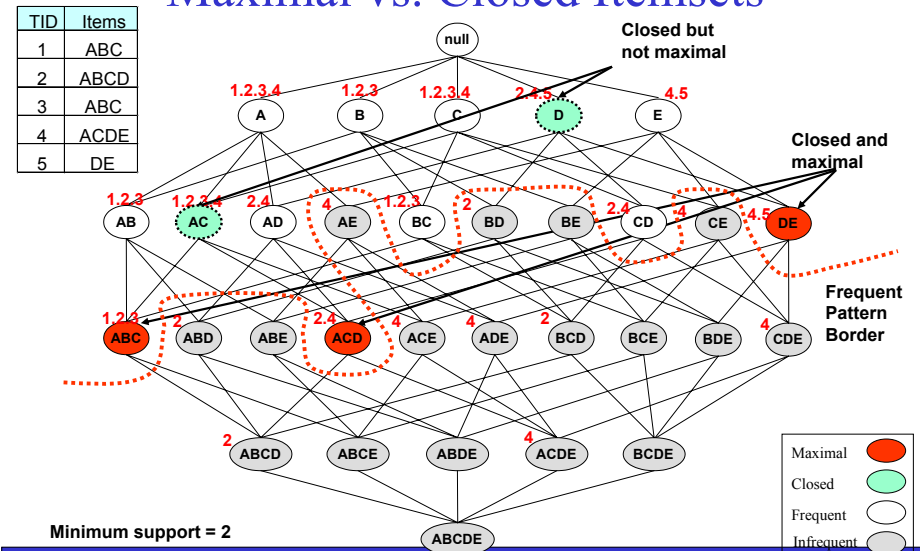 Maximal vs. Closed Itemsets
TID Items
1 ABC
2 ABCD
3 ABC
4 ACDE
5 DE
null
Closed but
not maximal
1.2.3.4 1.2.3 1.2.3.4 2.4.5 4.5
A B C D E
Closed and
maximal
1.2.3 1.2.3.4 2.4 4 1.2.3 2 2.4 4 4.5
AB AC AD AE BC BD BE CD CE DE
Frequent
Pattern
Border
1.2.3 2 2.4 4 4 2 4
ABC ABD ABE ACD ACE ADE BCD BCE BDE CDE
2 4
ABCD ABCE ABDE ACDE BCDE
ABCDE
Minimum support = 2
Maximal
Closed
Frequent
Infrequent